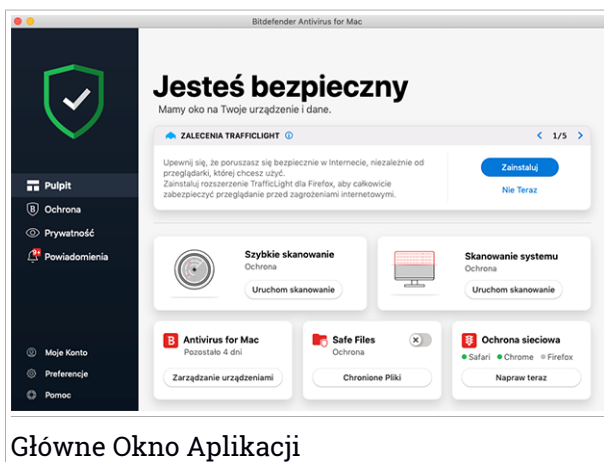 Bitdefender Antivirus for Mac
Jesteś bezpieczny
Mamy oko na Twoje urządzenie i dane.
ZALECENIA TRAFFICLIGHT
1/5
Upewnij się, że poruszasz się bezpiecznie w Internecie, niezależnie od
przeglądarki, której chcesz użyć.
Zainstaluj rozszerzenie TrafficLight dla Firefox, aby całkowicie
zabezpieczyć przeglądanie przed zagrożeniami internetowymi.
Zainstaluj
Nie Teraz
Pulpit
B Ochrona
Prywatność
9+ Powiadomienia
Moje Konto
Preferencje
Pomoc
Szybkie skanowanie
Ochrona
Uruchom skanowanie
Skanowanie systemu
Ochrona
Uruchom skanowanie
B Antivirus for Mac
Pozostało 4 dni
Zarządzanie urządzeniami
Safe Files
Ochrona
Chronione Pliki
Ochrona sieciowa
Safari Chrome Firefox
Napraw teraz
Główne Okno Aplikacji